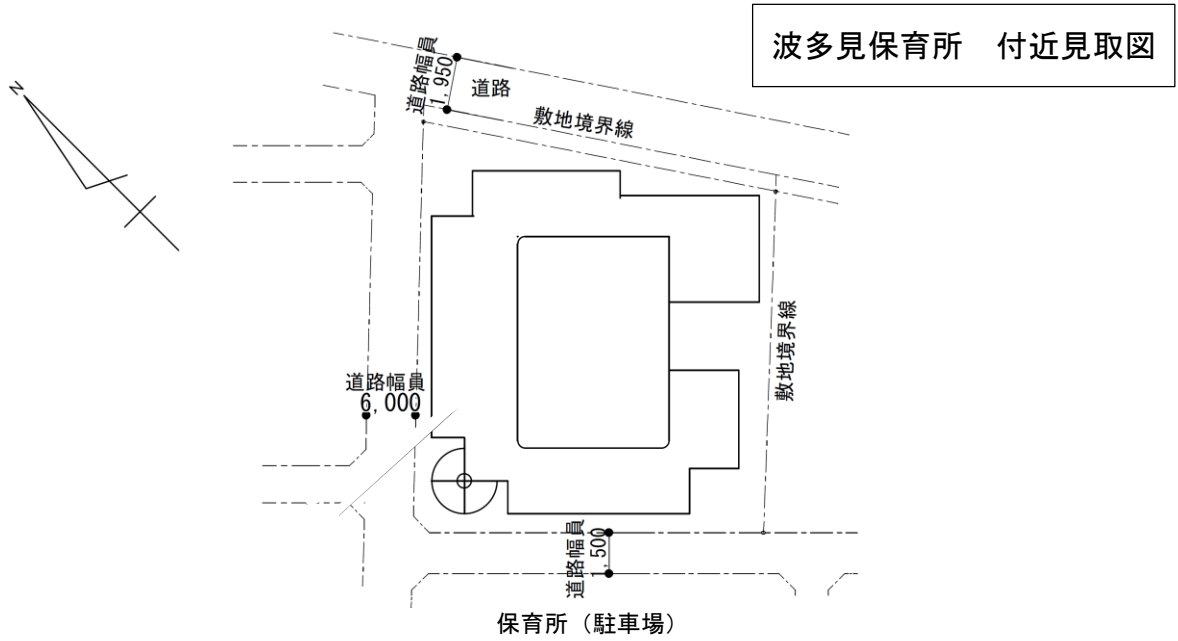 波多見保育所　付近見取図
N
道路幅員
1,950
道路
敷地境界線
敷地境界線
道路幅員
6,000
道路幅員
1,500
保育所（駐車場）